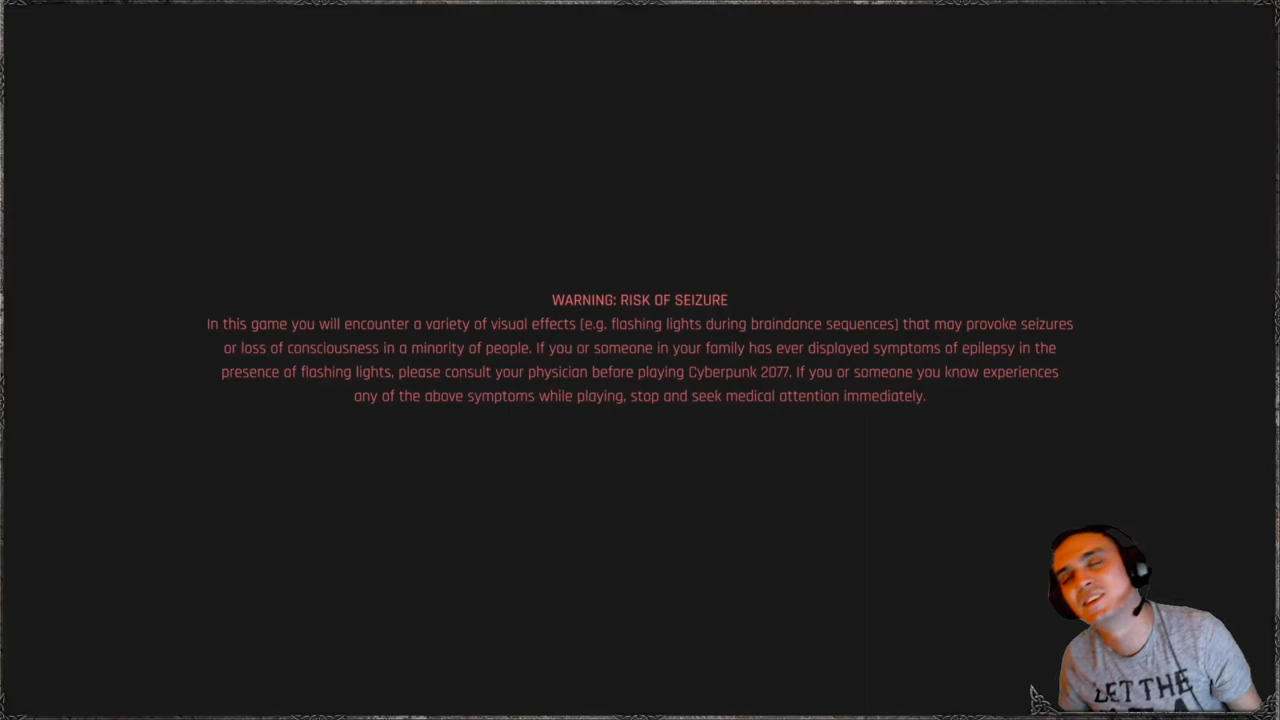 WARNING: RISK OF SEIZURE
In this game you will encounter a variety of visual effects (e.g. flashing lights during braindance sequences) that may provoke seizures
or loss of consciousness in a minority of people. If you or someone in your family has ever displayed symptoms of epilepsy in the
presence of flashing lights, please consult your physician before playing Cyberpunk 2077. If you or someone you know experiences
any of the above symptoms while playing, stop and seek medical attention immediately.
LET THE